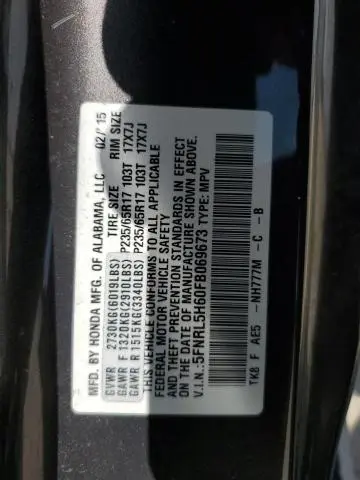 MFD. BY HONDA MFG. OF ALABAMA, LLC 02/'15
TIRE SIZE RIM SIZE
GVWR 2730KG(6019LBS)
GAWR F 1320KG(2910LBS) P235/65R17 103T 17X7J
GAWR R 1515KG(3340LBS) P235/65R17 103T 17X7J
THIS VEHICLE CONFORMS TO ALL APPLICABLE
FEDERAL MOTOR VEHICLE SAFETY
AND THEFT PREVENTION STANDARDS IN EFFECT
ON THE DATE OF MANUFACTURE SHOWN ABOVE.
V.I.N.:5FNRL5H60FB069673 TYPE: MPV
TK8 F AE5 -NH777M -C -B